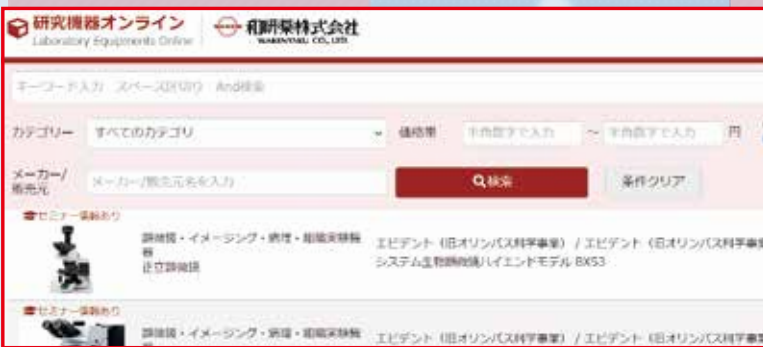 研究機器オンライン
Laboratory Equipments Online
和研薬株式会社
WAKENYAKU CO., LTD.
キーワード入力 スペース区切り And検索
カテゴリー すべてのカテゴリ 価格帯 半角数字で入力 ～ 半角数字で入力 円
メーカー/
販売元 メーカー/販売元名を入力 検索 条件クリア
セミナー情報あり
顕微鏡・イメージング・病理・組織実験機
器
正立顕微鏡
エビデント（旧オリンパス科学事業） / エビデント（旧オリンパス科学事業
システム生物顕微鏡ハイエンドモデル BX53
セミナー情報あり
顕微鏡・イメージング・病理・組織実験機
エビデント（旧オリンパス科学事業） / エビデント（旧オリンパス科学事業